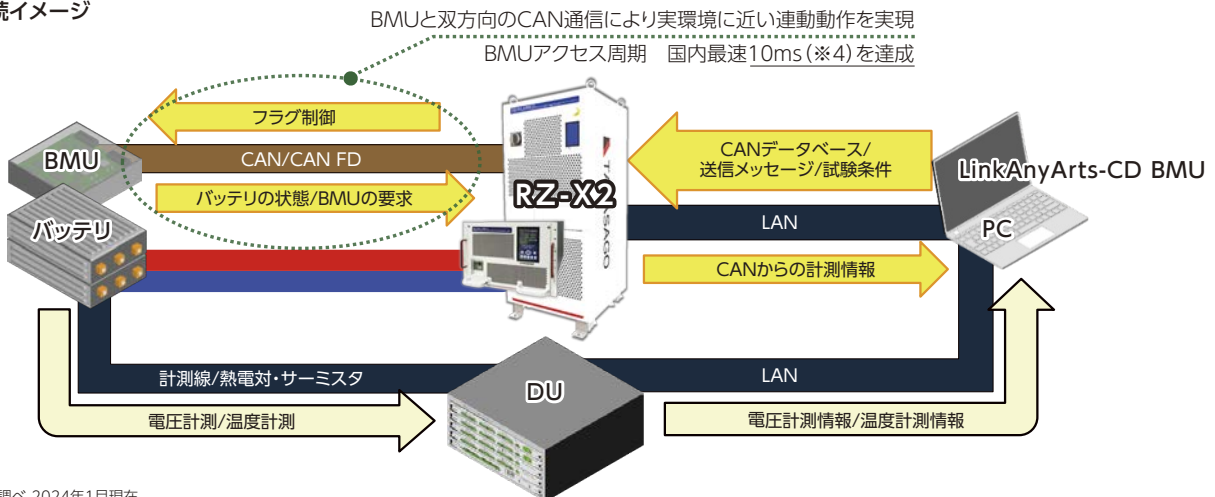 続イメージ
BMUと双方向のCAN通信により実環境に近い連動動作を実現
BMUアクセス周期 国内最速10ms(※4)を達成
フラグ制御
BMU
CAN/CAN FD
バッテリの状態/BMUの要求
バッテリ
RZ-X2
TAKASAGO
CANデータベース/
送信メッセージ/試験条件
LinkAnyArts-CD BMU
PC
LAN
CANからの計測情報
計測線/熱電対・サーミスタ
DU
LAN
電圧計測/温度計測
電圧計測情報/温度計測情報
調べ 2024年1月現在